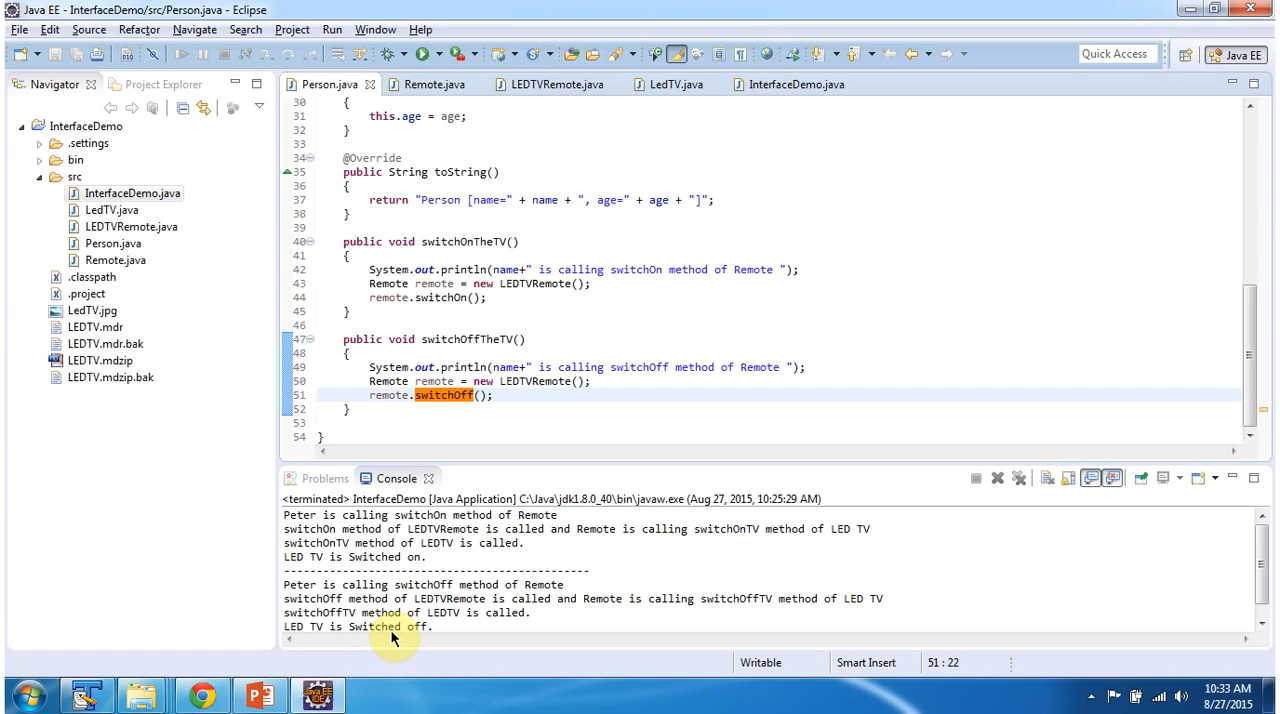 Java EE - InterfaceDemo/src/Person.java - Eclipse
File Edit Source Refactor Navigate Search Project Run Window Help
Quick Access Java EE
Navigator Project Explorer
Person.java Remote.java LEDTVRemote.java LedTV.java InterfaceDemo.java
InterfaceDemo
.settings
bin
src
InterfaceDemo.java
LedTV.java
LEDTVRemote.java
Person.java
Remote.java
.classpath
.project
LedTV.jpg
LEDTV.mdr
LEDTV.mdr.bak
LEDTV.mdzip
LEDTV.mdzip.bak
30 {
31 this.age = age;
32 }
33
34 @Override
35 public String toString()
36 {
37 return "Person [name=" + name + ", age=" + age + "]";
38 }
39
40 public void switchOnTheTV()
41 {
42 System.out.println(name+" is calling switchOn method of Remote ");
43 Remote remote = new LEDTVRemote();
44 remote.switchOn();
45 }
46
47 public void switchOffTheTV()
48 {
49 System.out.println(name+" is calling switchOff method of Remote ");
50 Remote remote = new LEDTVRemote();
51 remote.switchOff();
52 }
53
54 }
Problems Console
<terminated> InterfaceDemo [Java Application] C:\Java\jdk1.8.0_40\bin\javaw.exe (Aug 27, 2015, 10:25:29 AM)
Peter is calling switchOn method of Remote
switchOn method of LEDTVRemote is called and Remote is calling switchOnTV method of LED TV
switchOnTV method of LEDTV is called.
LED TV is Switched on.
-----------------------------------------------
Peter is calling switchOff method of Remote
switchOff method of LEDTVRemote is called and Remote is calling switchOffTV method of LED TV
switchOffTV method of LEDTV is called.
LED TV is Switched off.
Writable Smart Insert 51 : 22
Java EE
IDE
10:33 AM
8/27/2015